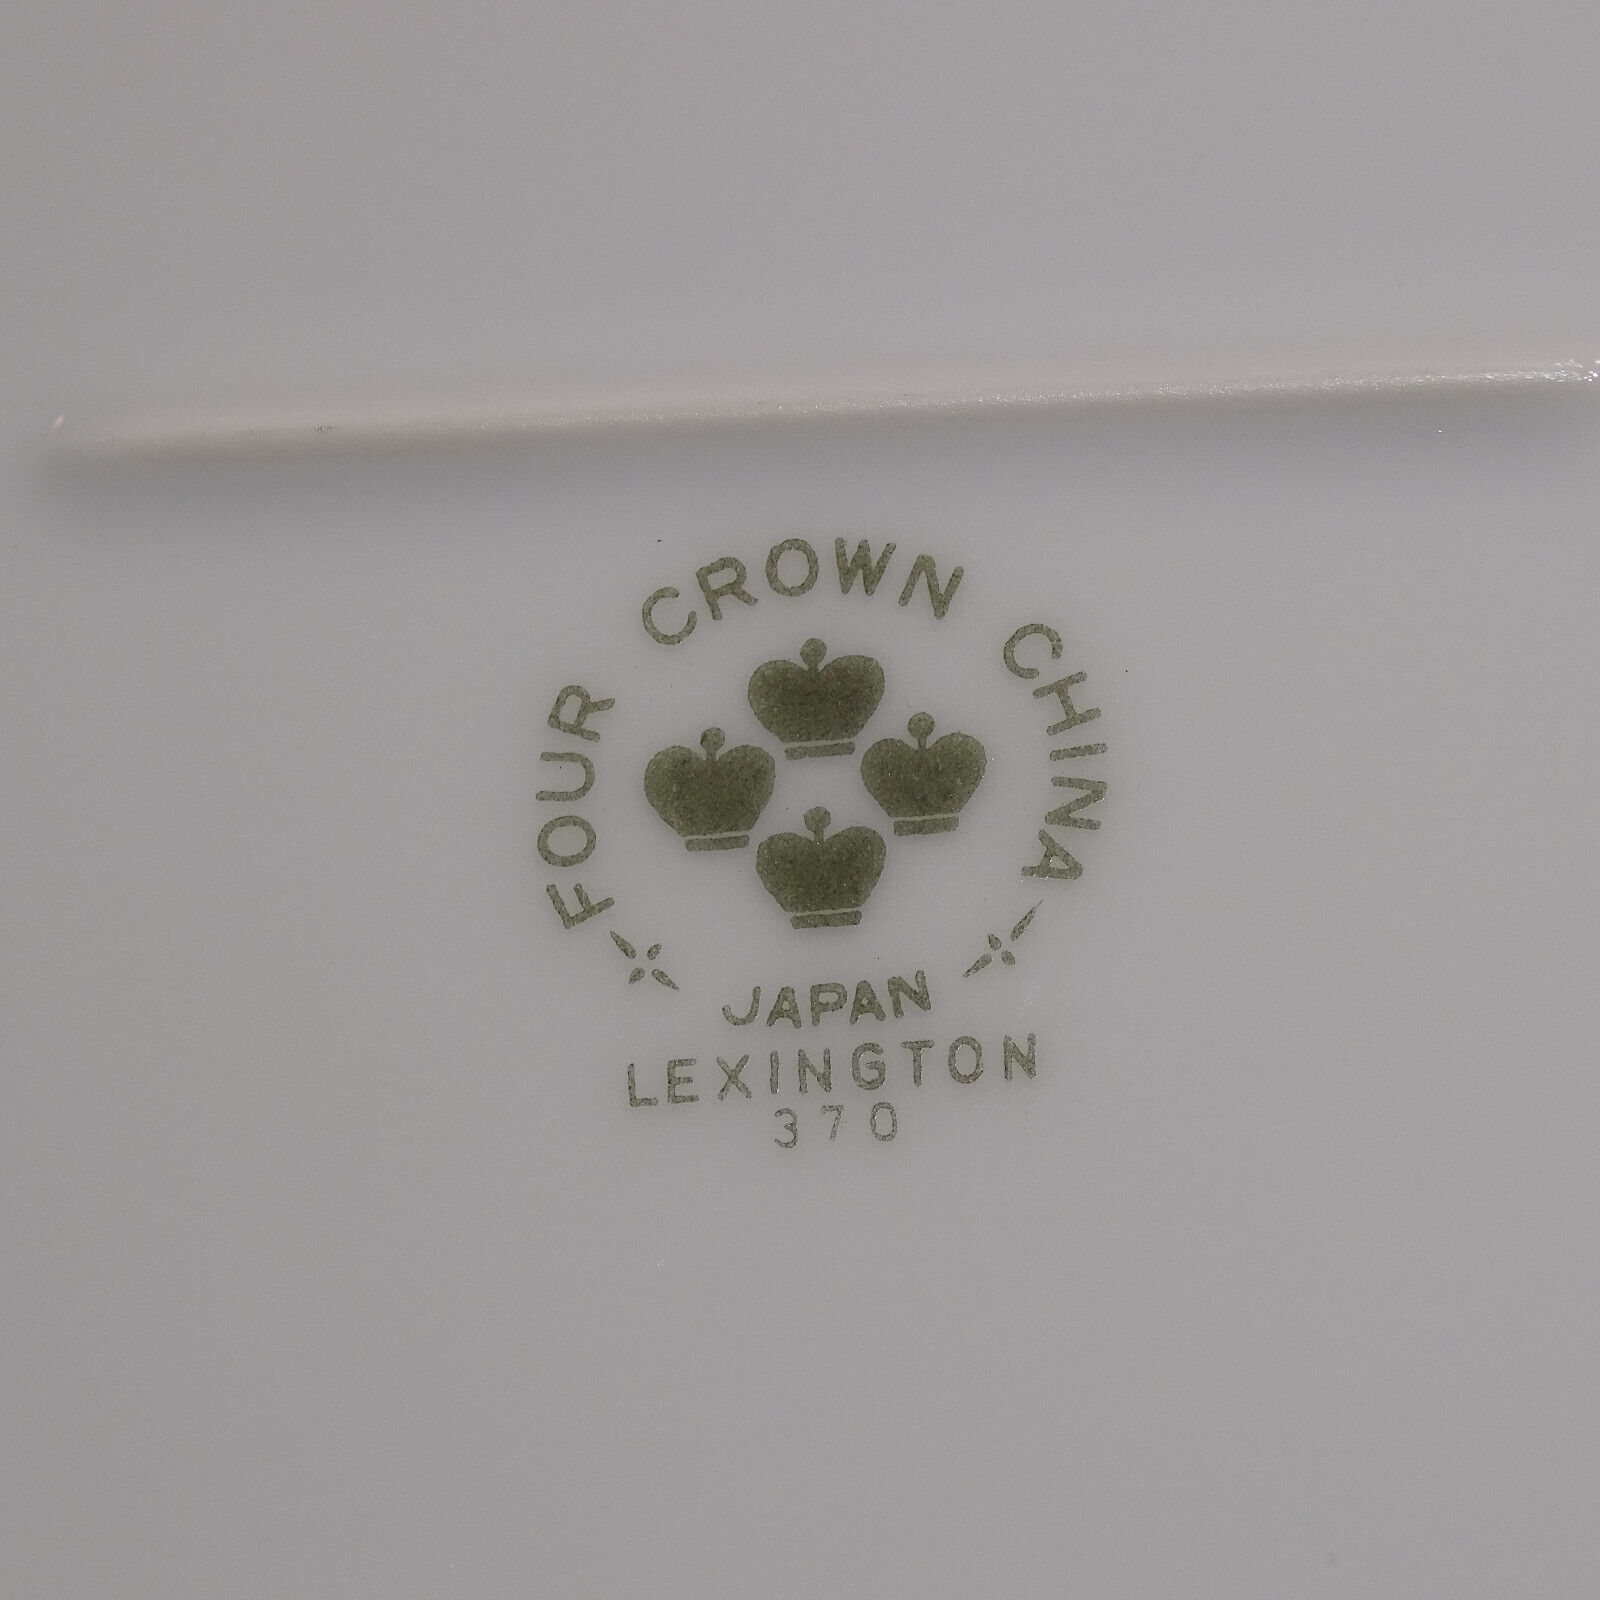 FOUR CROWN CHINA
JAPAN
LEXINGTON
370